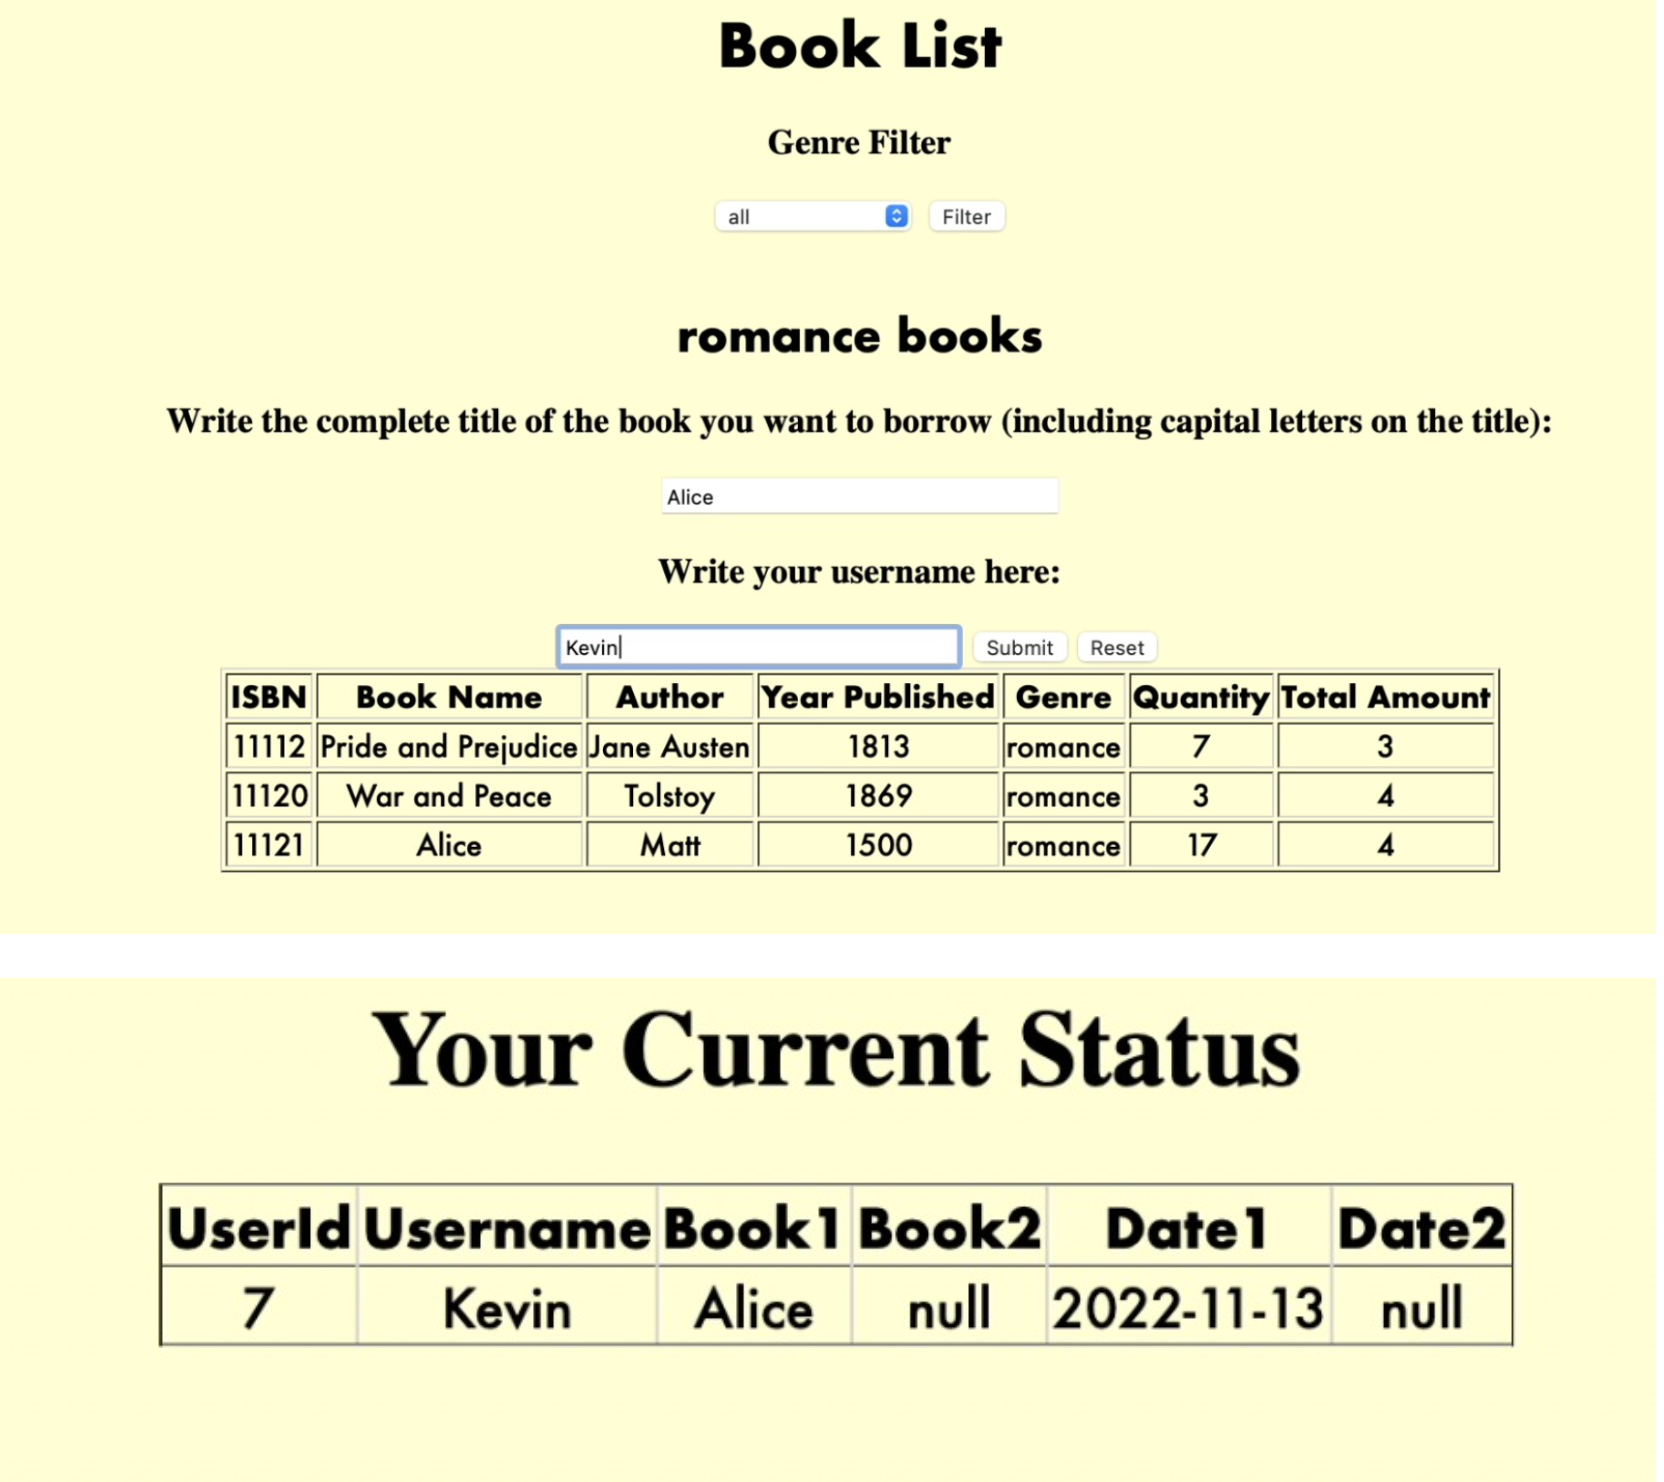 Book List
Genre Filter
all Filter
romance books
Write the complete title of the book you want to borrow (including capital letters on the title):
Alice
Write your username here:
Kevin Submit Reset
ISBN Book Name Author Year Published Genre Quantity Total Amount
11112 Pride and Prejudice Jane Austen 1813 romance 7 3
11120 War and Peace Tolstoy 1869 romance 3 4
11121 Alice Matt 1500 romance 17 4
Your Current Status
UserId Username Book1 Book2 Date1 Date2
7 Kevin Alice null 2022-11-13 null